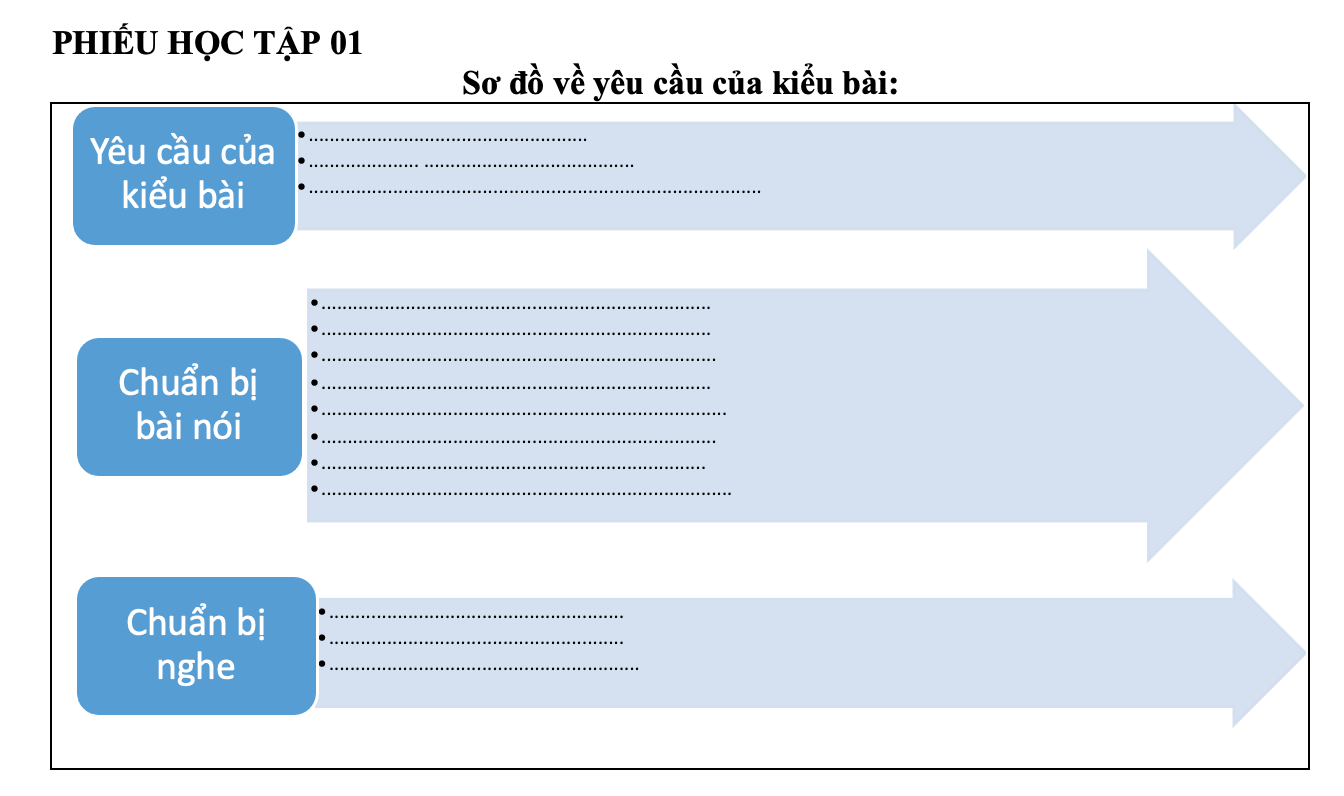 PHIẾU HỌC TẬP 01
Sơ đồ về yêu cầu của kiểu bài:
Yêu cầu của
kiểu bài
•.....................................................
•..................... ........................................
•......................................................................................
Chuẩn bị
bài nói
•..........................................................................
•..........................................................................
•...........................................................................
•..........................................................................
•.............................................................................
•...........................................................................
•.........................................................................
•..............................................................................
Chuẩn bị
nghe
•........................................................
•........................................................
•...........................................................